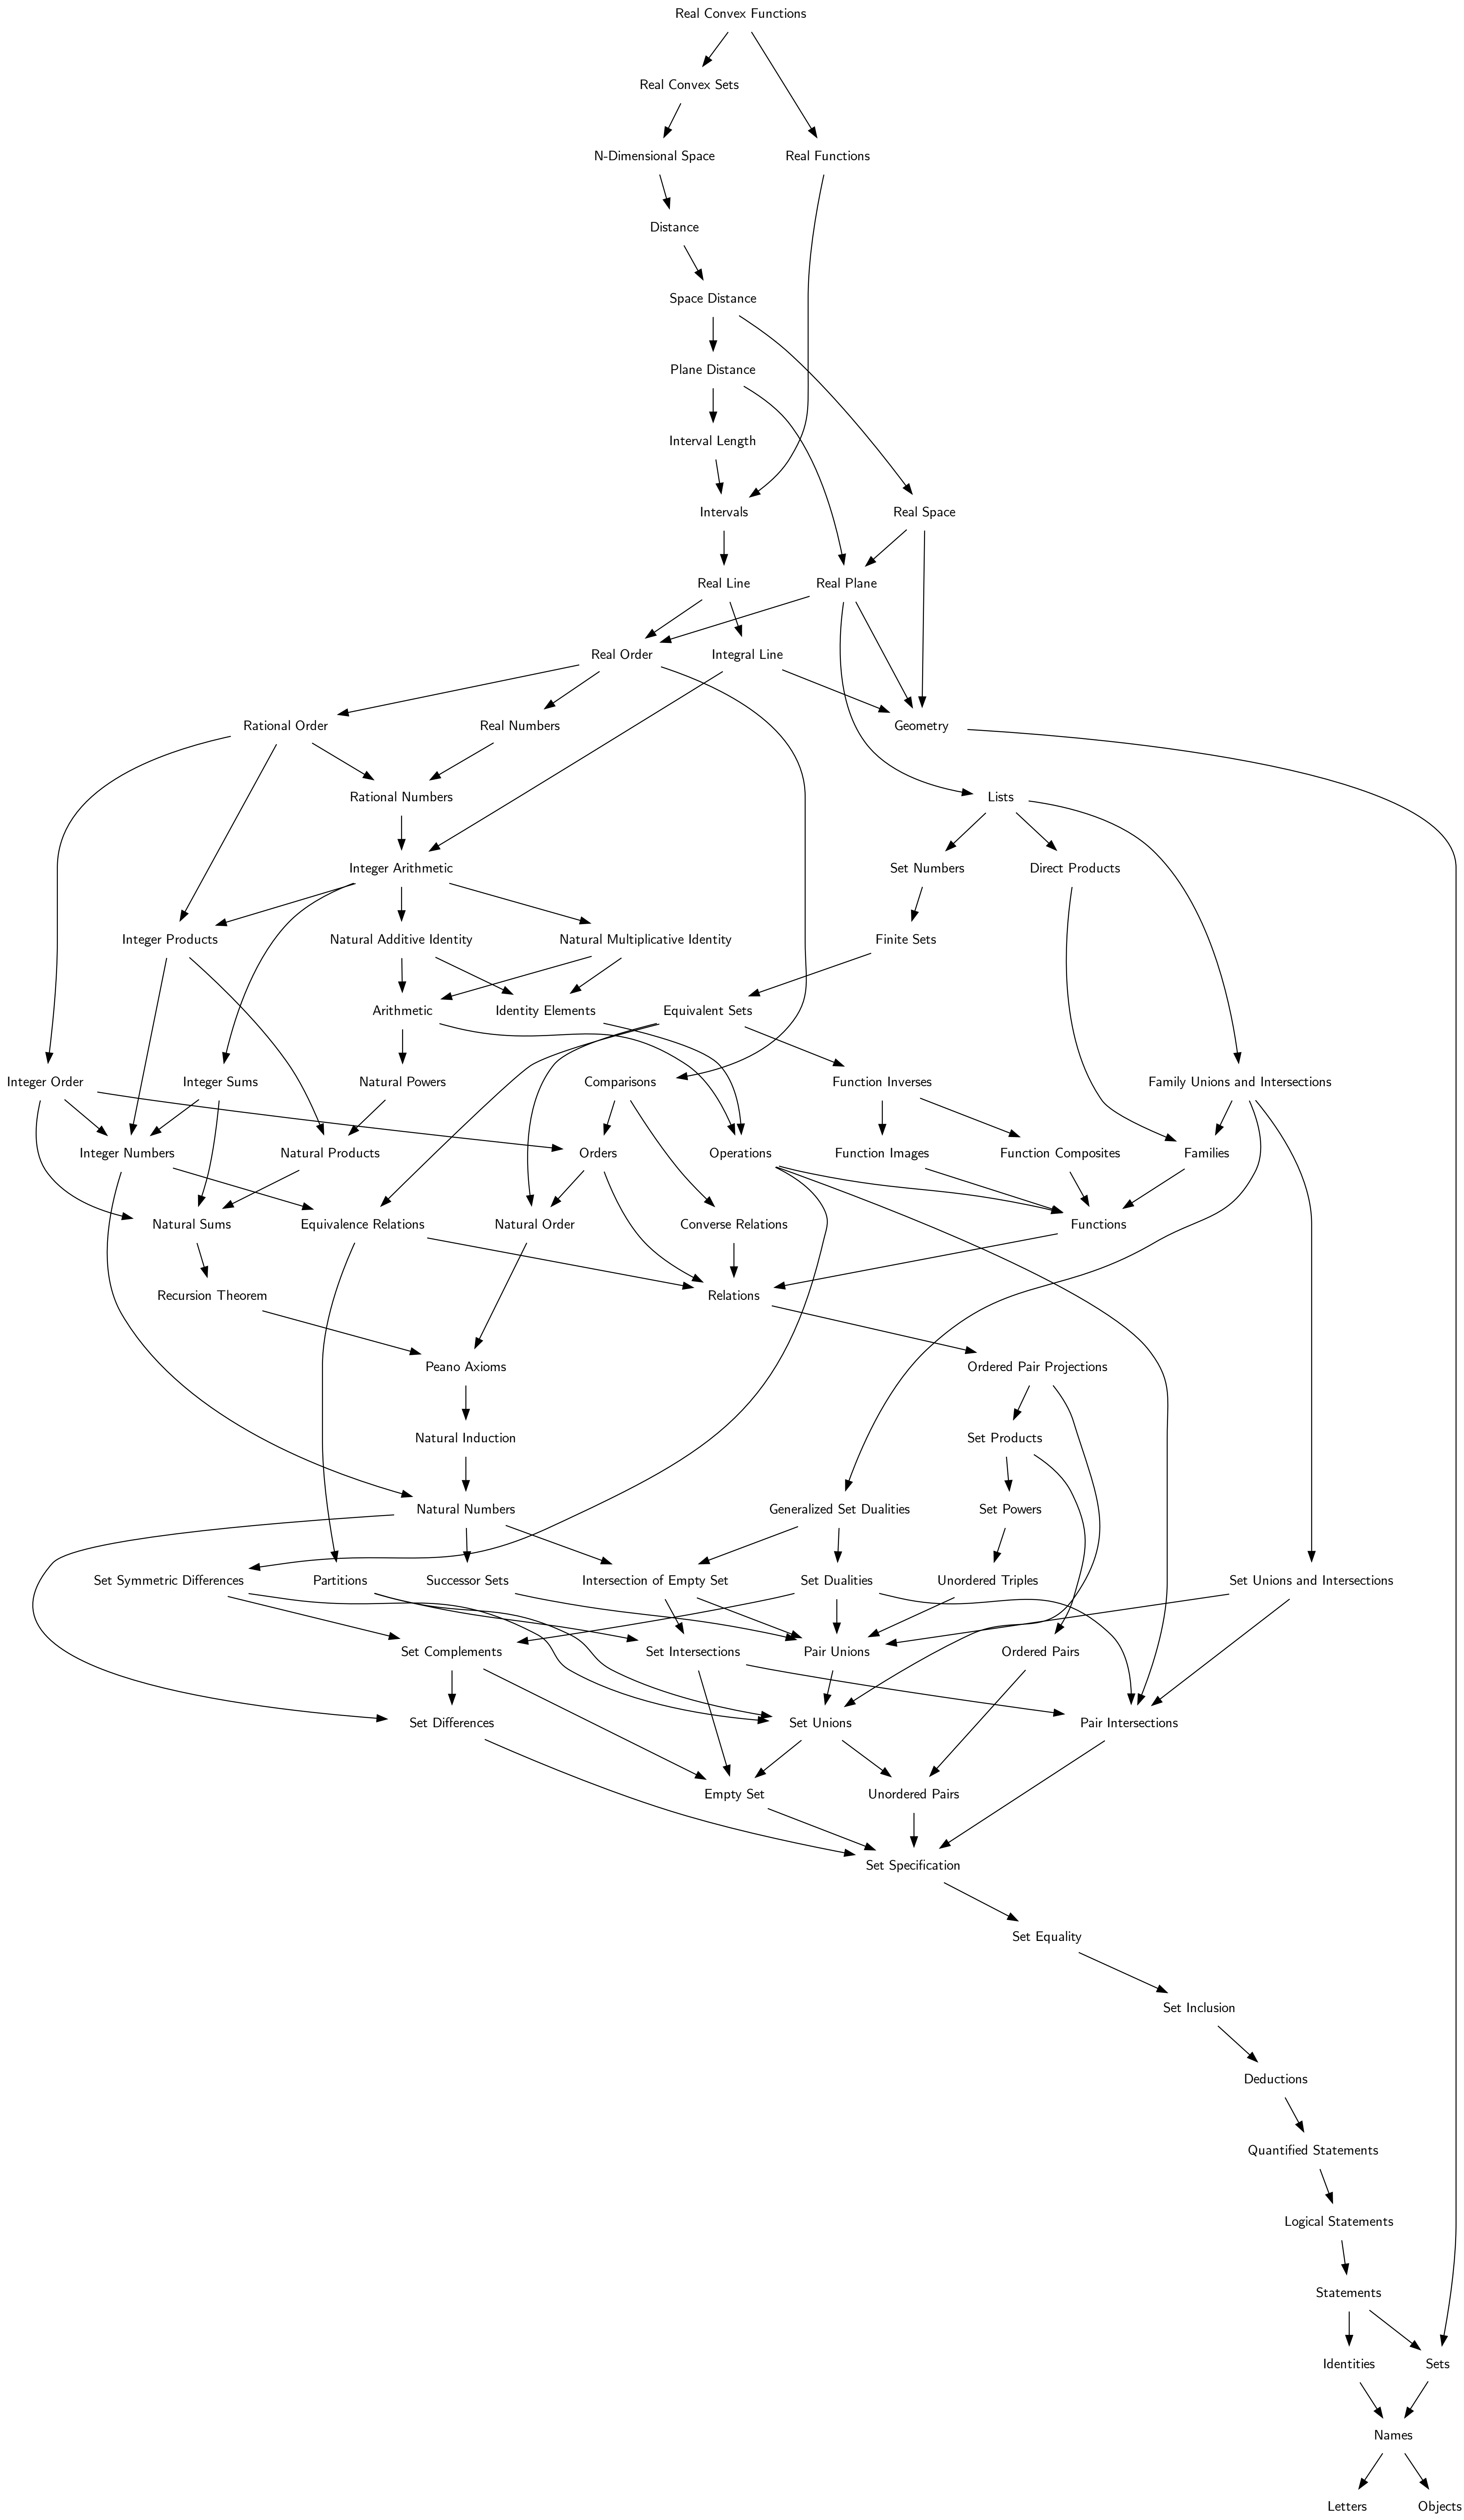 Real Convex Functions
Real Convex Sets
N-Dimensional Space
Real Functions
Distance
Space Distance
Plane Distance
Interval Length
Intervals
Real Space
Real Line
Real Plane
Real Order
Integral Line
Rational Order
Real Numbers
Geometry
Rational Numbers
Lists
Integer Arithmetic
Set Numbers
Direct Products
Integer Products
Natural Additive Identity
Natural Multiplicative Identity
Finite Sets
Arithmetic
Identity Elements
Equivalent Sets
Integer Order
Integer Sums
Natural Powers
Comparisons
Function Inverses
Family Unions and Intersections
Integer Numbers
Natural Products
Orders
Operations
Function Images
Function Composites
Families
Natural Sums
Equivalence Relations
Natural Order
Converse Relations
Functions
Recursion Theorem
Relations
Peano Axioms
Ordered Pair Projections
Natural Induction
Set Products
Natural Numbers
Generalized Set Dualities
Set Powers
Set Symmetric Differences
Partitions
Successor Sets
Intersection of Empty Set
Set Dualities
Unordered Triples
Set Unions and Intersections
Set Complements
Set Intersections
Pair Unions
Ordered Pairs
Set Differences
Set Unions
Pair Intersections
Empty Set
Unordered Pairs
Set Specification
Set Equality
Set Inclusion
Deductions
Quantified Statements
Logical Statements
Statements
Identities
Sets
Names
Letters
Objects